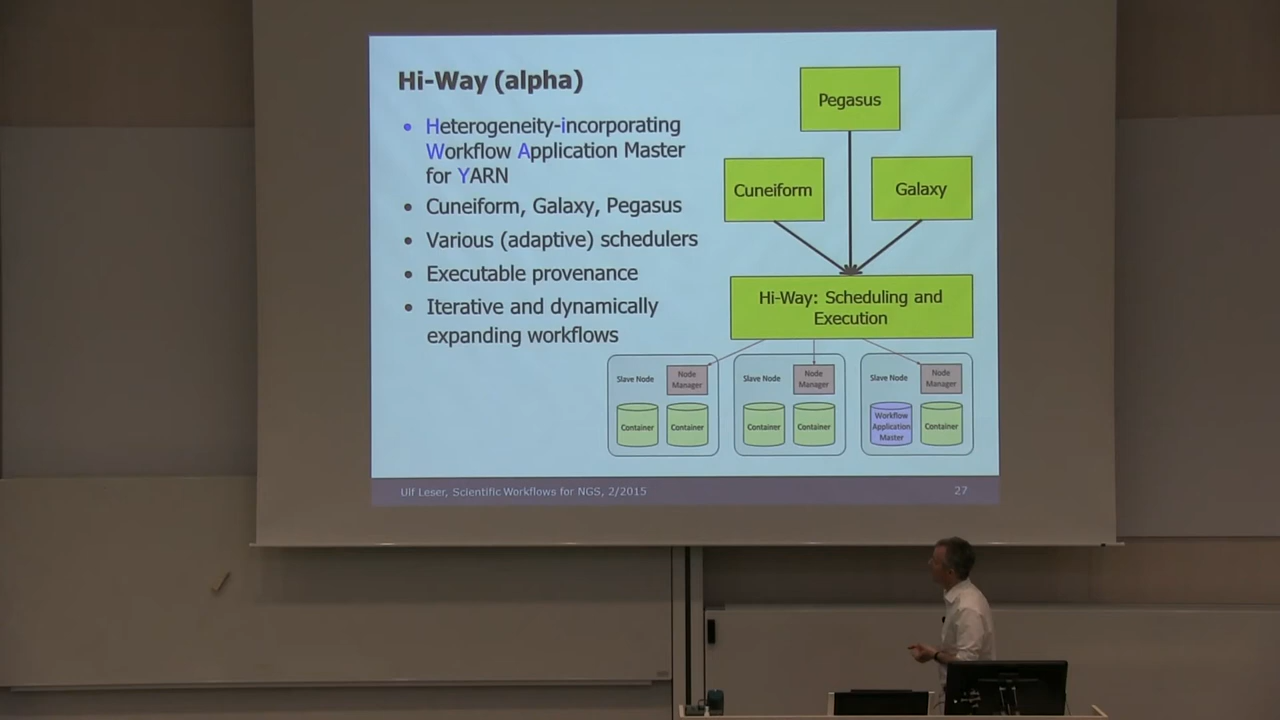 Hi-Way (alpha)
• Heterogeneity-incorporating
Workflow Application Master
for YARN
• Cuneiform, Galaxy, Pegasus
• Various (adaptive) schedulers
• Executable provenance
• Iterative and dynamically
expanding workflows
Pegasus
Cuneiform
Galaxy
Hi-Way: Scheduling and
Execution
Slave Node
Node
Manager
Container
Container
Slave Node
Node
Manager
Container
Container
Slave Node
Node
Manager
Workflow
Application
Master
Container
Ulf Leser, Scientific Workflows for NGS, 2/2015
27